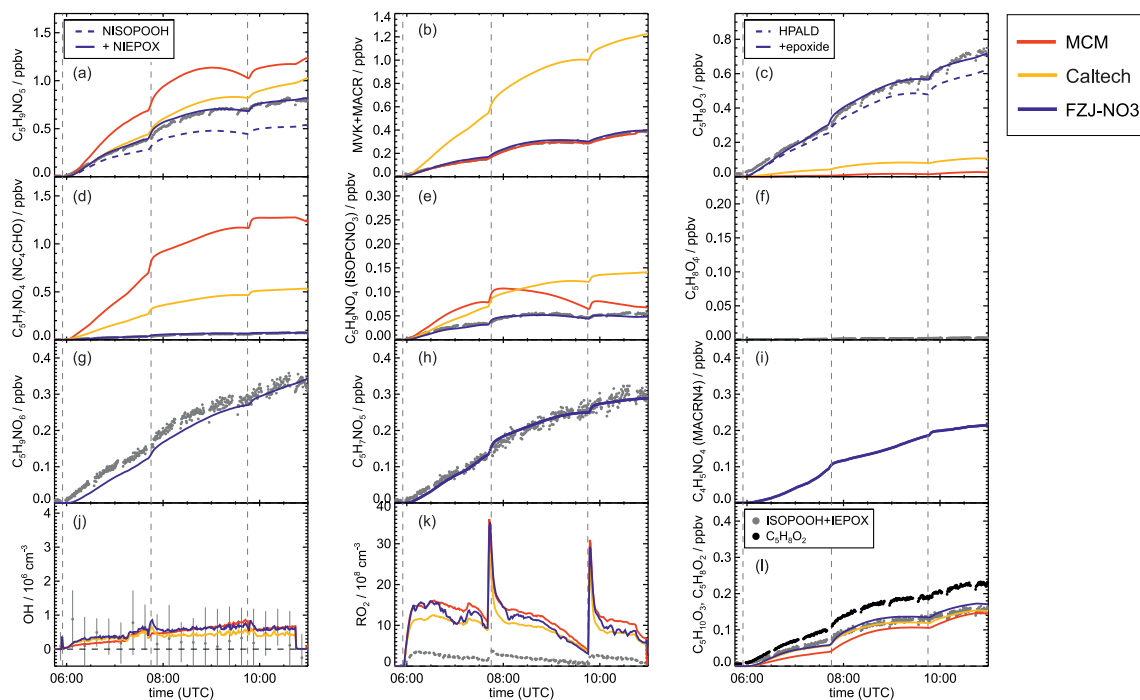 C5H9NO5 / ppbv
1.5
1.0
0.5
0.0
(a)
NISOPOOH
+ NIEPOX
MVK+MACR / ppbv
1.4
1.2
1.0
0.8
0.6
0.4
0.2
0.0
(b)
C5H8O3 / ppbv
0.8
0.6
0.4
0.2
0.0
(c)
HPALD
+epoxide
MCM
Caltech
FZJ-NO3
C5H7NO4 (NC4CHO) / ppbv
1.5
1.0
0.5
0.0
(d)
C5H9NO4 (ISOPCNO3) / ppbv
0.30
0.25
0.20
0.15
0.10
0.05
0.00
(e)
C5H8O4 / ppbv
0.20
0.15
0.10
0.05
0.00
(f)
C5H9NO6 / ppbv
0.4
0.3
0.2
0.1
0.0
(g)
C5H7NO5 / ppbv
0.4
0.3
0.2
0.1
0.0
(h)
C4H5NO4 (MACRN4) / ppbv
0.4
0.3
0.2
0.1
0.0
(i)
OH / 10^6 cm-3
4
3
2
1
0
(j)
06:00
08:00
10:00
time (UTC)
RO2 / 10^8 cm-3
40
30
20
10
0
(k)
06:00
08:00
10:00
time (UTC)
C5H10O3, C5H8O2 / ppbv
0.4
0.3
0.2
0.1
0.0
ISOPOOH+IEPOX
C5H8O2
(l)
06:00
08:00
10:00
time (UTC)